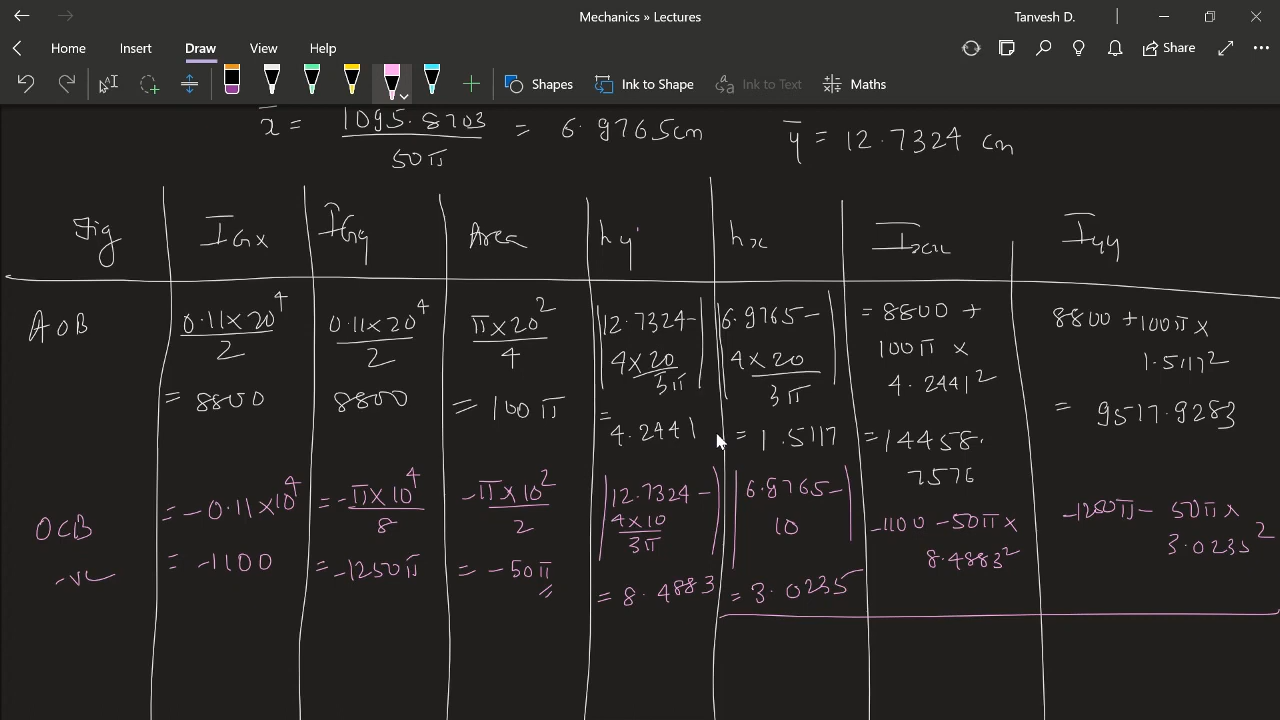 Mechanics » Lectures
Tanvesh D.
Home Insert Draw View Help
Share
Shapes Ink to Shape Ink to Text Maths
x̄ = 1095.8703 / 50π = 6.9765cm
ȳ = 12.7324 cm
Fig IGx IGy Area hy hx Ixx Iyy
AOB
0.11×20⁴ / 2
= 8800
0.11×20⁴ / 2
8800
π×20² / 4
= 100π
|12.7324 -
4×20 / 3π|
= 4.2441
|6.9765 -
4×20 / 3π|
= 1.5117
= 8800 +
100π ×
4.2441²
= 14458.
7576
8800 + 100π ×
1.5117²
= 9517.9283
OCB
-ve
= -0.11×10⁴
= -1100
= -π×10⁴ / 8
= -1250π
-π×10² / 2
= -50π
|12.7324 -
4×10 / 3π|
= 8.4883
|6.9765 -
10|
= 3.0235
-1100 - 50π×
8.4883²
-1250π - 50π×
3.0235²